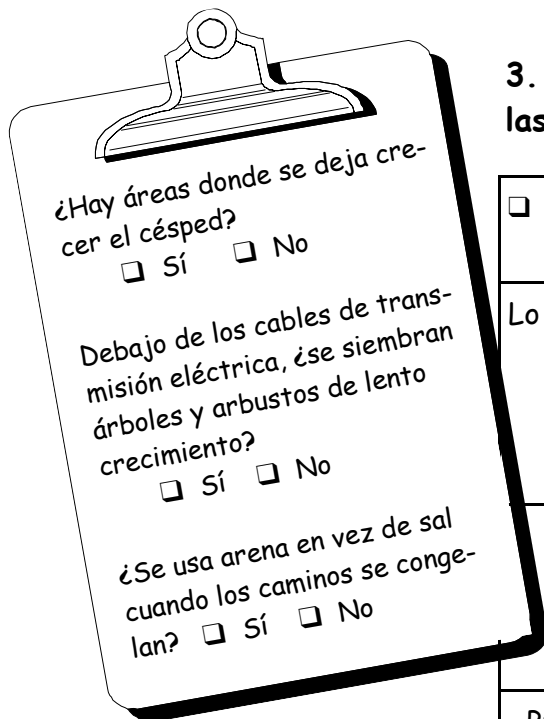 ¿Hay áreas donde se deja cre-
cer el césped?
❏ Sí ❏ No
Debajo de los cables de trans-
misión eléctrica, ¿se siembran
árboles y arbustos de lento
crecimiento?
❏ Sí ❏ No
¿Se usa arena en vez de sal
cuando los caminos se conge-
lan? ❏ Sí ❏ No
3.
las
❏
Lo